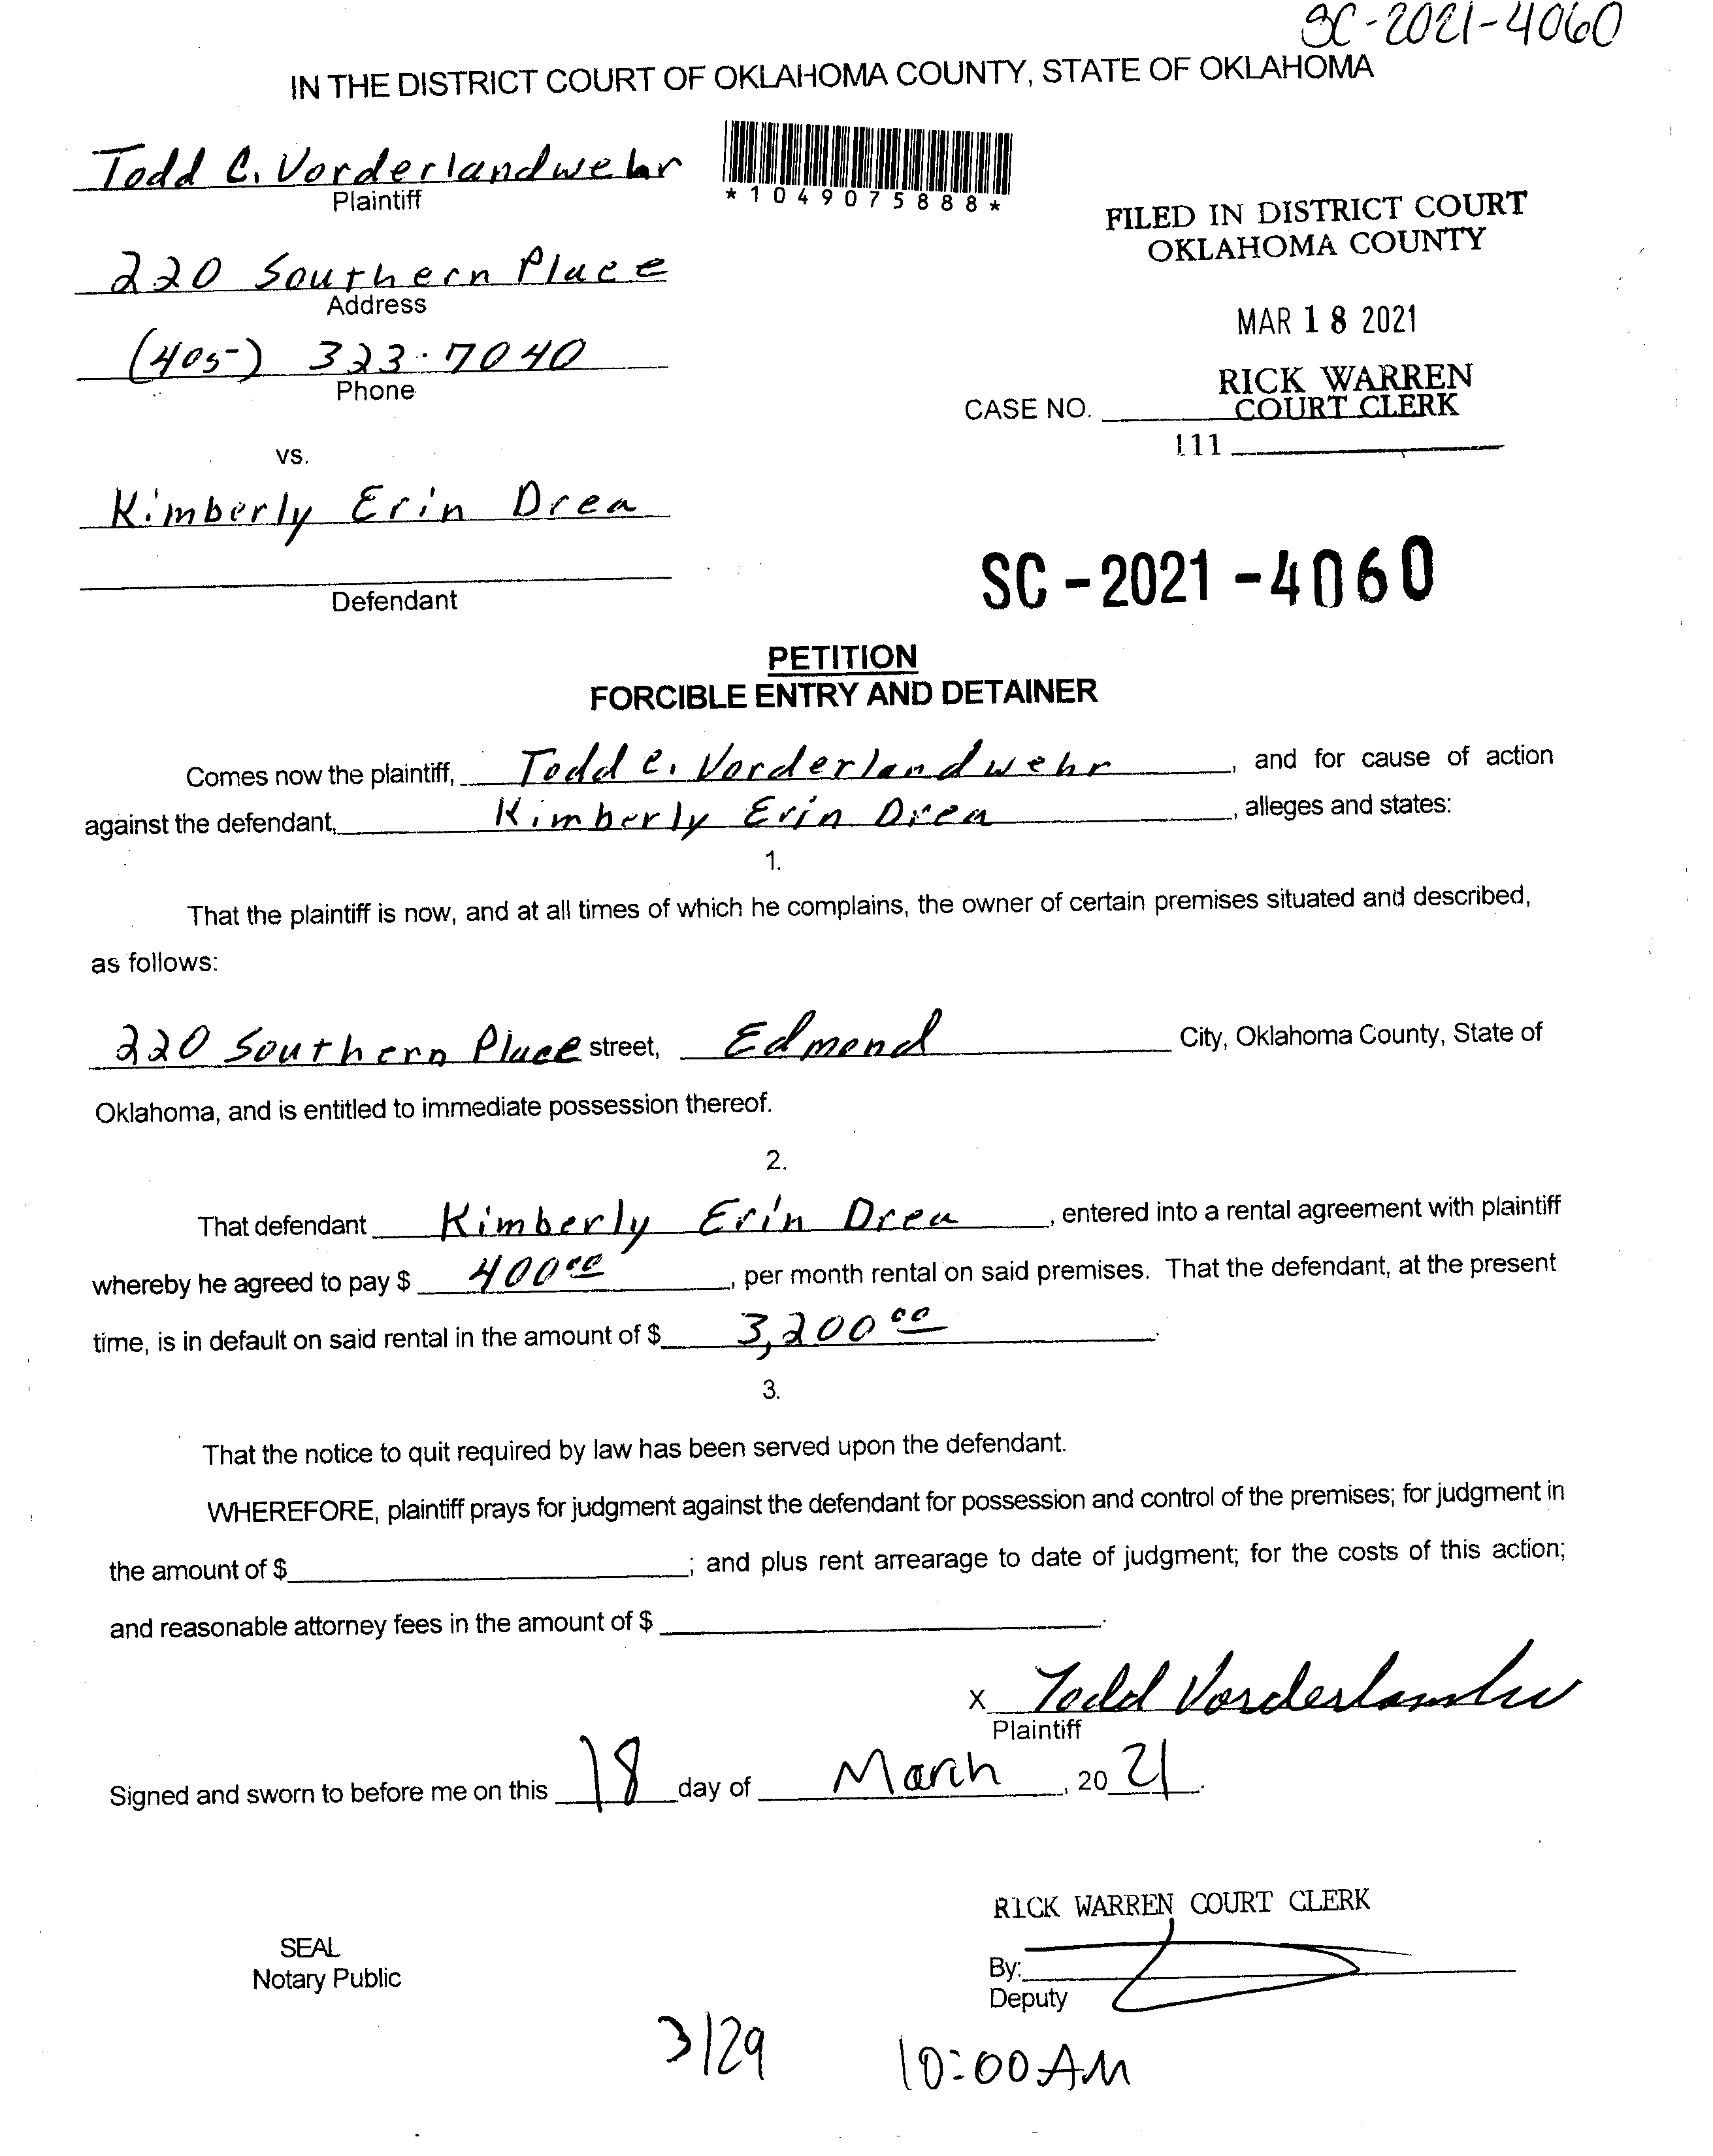 SC-2021-4060
IN THE DISTRICT COURT OF OKLAHOMA COUNTY, STATE OF OKLAHOMA
Todd C. Vorderlandwehr
Plaintiff
*1049075888*
FILED IN DISTRICT COURT
OKLAHOMA COUNTY
220 Southern Place
Address
MAR 18 2021
(405) 323-7040
Phone
RICK WARREN
COURT CLERK
CASE NO.
111
vs.
Kimberly Erin Drea
Defendant
SC-2021-4060
PETITION
FORCIBLE ENTRY AND DETAINER
Comes now the plaintiff, Todd C. Vorderlandwehr, and for cause of action
against the defendant, Kimberly Erin Drea, alleges and states:
1.
That the plaintiff is now, and at all times of which he complains, the owner of certain premises situated and described,
as follows:
220 Southern Place street, Edmond City, Oklahoma County, State of
Oklahoma, and is entitled to immediate possession thereof.
2.
That defendant Kimberly Erin Drea, entered into a rental agreement with plaintiff
whereby he agreed to pay $ 400 00, per month rental on said premises. That the defendant, at the present
time, is in default on said rental in the amount of $ 3,200 00.
3.
That the notice to quit required by law has been served upon the defendant.
WHEREFORE, plaintiff prays for judgment against the defendant for possession and control of the premises; for judgment in
the amount of $ ; and plus rent arrearage to date of judgment; for the costs of this action;
and reasonable attorney fees in the amount of $ .
X Todd Vorderlandwehr
Plaintiff
Signed and sworn to before me on this 18 day of March, 2021.
RICK WARREN COURT CLERK
SEAL
Notary Public
By:
Deputy
3/29 10:00 AM